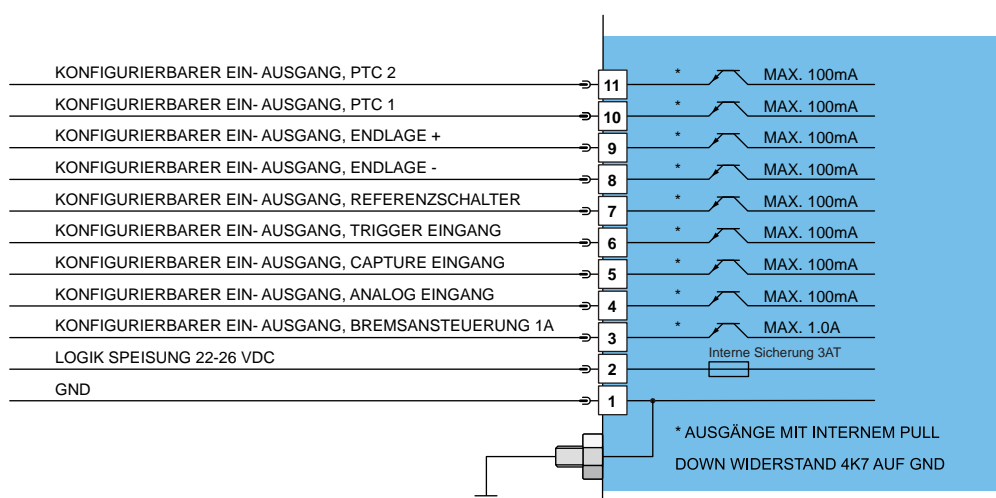 KONFIGURIERBARER EIN- AUSGANG, PTC 2 11 * MAX. 100mA
KONFIGURIERBARER EIN- AUSGANG, PTC 1 10 * MAX. 100mA
KONFIGURIERBARER EIN- AUSGANG, ENDLAGE + 9 * MAX. 100mA
KONFIGURIERBARER EIN- AUSGANG, ENDLAGE - 8 * MAX. 100mA
KONFIGURIERBARER EIN- AUSGANG, REFERENZSCHALTER 7 * MAX. 100mA
KONFIGURIERBARER EIN- AUSGANG, TRIGGER EINGANG 6 * MAX. 100mA
KONFIGURIERBARER EIN- AUSGANG, CAPTURE EINGANG 5 * MAX. 100mA
KONFIGURIERBARER EIN- AUSGANG, ANALOG EINGANG 4 * MAX. 100mA
KONFIGURIERBARER EIN- AUSGANG, BREMSANSTEUERUNG 1A 3 * MAX. 1.0A
LOGIK SPEISUNG 22-26 VDC 2 Interne Sicherung 3AT
GND 1
* AUSGÄNGE MIT INTERNEM PULL
DOWN WIDERSTAND 4K7 AUF GND